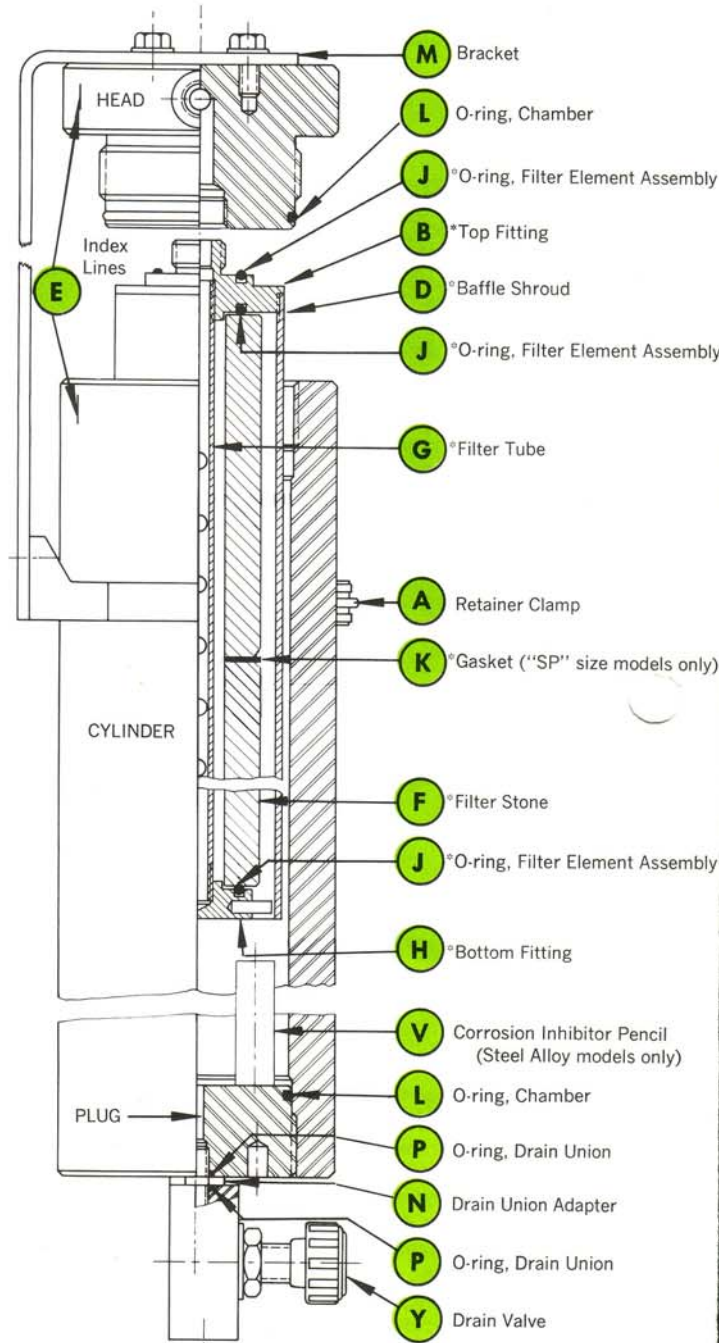 M Bracket
HEAD
L O-ring, Chamber
J °O-ring, Filter Element Assembly
B *Top Fitting
Index
Lines
E
D °Baffle Shroud
J °O-ring, Filter Element Assembly
G °Filter Tube
A Retainer Clamp
K °Gasket ("SP" size models only)
CYLINDER
F °Filter Stone
J °O-ring, Filter Element Assembly
H °Bottom Fitting
V Corrosion Inhibitor Pencil
(Steel Alloy models only)
L O-ring, Chamber
PLUG
P O-ring, Drain Union
N Drain Union Adapter
P O-ring, Drain Union
Y Drain Valve